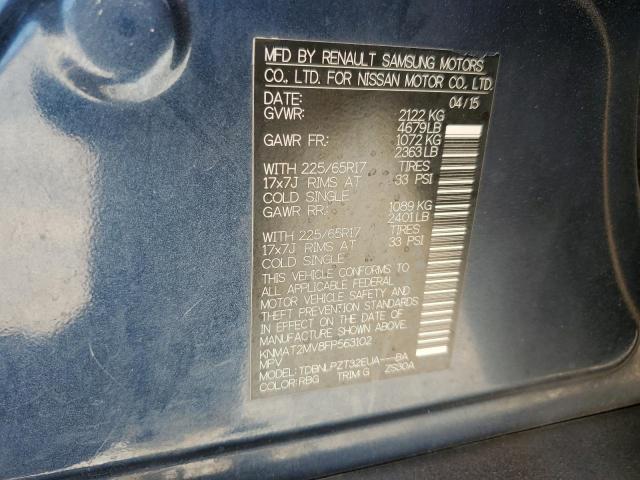 MFD BY RENAULT SAMSUNG MOTORS
CO., LTD. FOR NISSAN MOTOR CO., LTD.
DATE: 04/15
GVWR: 2122 KG
4679LB
GAWR FR: 1072 KG
2363LB
WITH 225/65R17 TIRES
17x7J RIMS AT 33 PSI
COLD SINGLE
GAWR RR: 1089 KG
2401LB
WITH 225/65R17 TIRES
17x7J RIMS AT 33 PSI
COLD SINGLE
THIS VEHICLE CONFORMS TO
ALL APPLICABLE FEDERAL
MOTOR VEHICLE SAFETY AND
THEFT PREVENTION STANDARDS
IN EFFECT ON THE DATE OF
MANUFACTURE SHOWN ABOVE.
KNMAT2MV8FP563102
MPV
MODEL: TDBNLPZT32EUA---BA
COLOR: RBG TRIM: G ZS30A